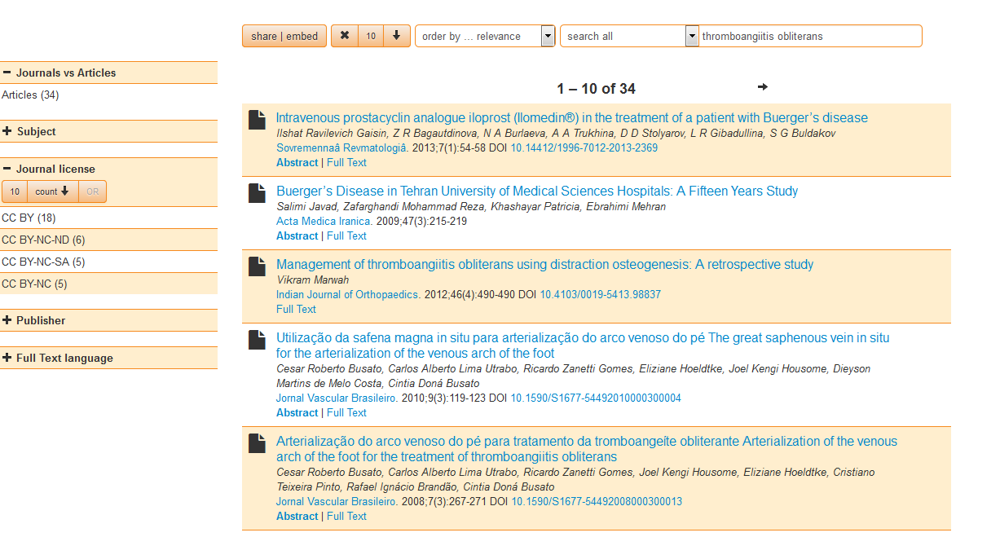 share | embed
10
order by ... relevance
search all
thromboangiitis obliterans
Journals vs Articles
Articles (34)
Subject
Journal license
10
count
OR
CC BY (18)
CC BY-NC-ND (6)
CC BY-NC-SA (5)
CC BY-NC (5)
Publisher
Full Text language
1 – 10 of 34
Intravenous prostacyclin analogue iloprost (Ilomedin®) in the treatment of a patient with Buerger’s disease
Ilshat Ravilevich Gaisin, Z R Bagautdinova, N A Burlaeva, A A Trukhina, D D Stolyarov, L R Gibadullina, S G Buldakov
Sovremennaâ Revmatologiâ. 2013;7(1):54-58 DOI 10.14412/1996-7012-2013-2369
Abstract | Full Text
Buerger’s Disease in Tehran University of Medical Sciences Hospitals: A Fifteen Years Study
Salimi Javad, Zafarghandi Mohammad Reza, Khashayar Patricia, Ebrahimi Mehran
Acta Medica Iranica. 2009;47(3):215-219
Abstract | Full Text
Management of thromboangiitis obliterans using distraction osteogenesis: A retrospective study
Vikram Marwah
Indian Journal of Orthopaedics. 2012;46(4):490-490 DOI 10.4103/0019-5413.98837
Full Text
Utilização da safena magna in situ para arterialização do arco venoso do pé The great saphenous vein in situ
for the arterialization of the venous arch of the foot
Cesar Roberto Busato, Carlos Alberto Lima Utrabo, Ricardo Zanetti Gomes, Eliziane Hoeldtke, Joel Kengi Housome, Dieyson
Martins de Melo Costa, Cintia Doná Busato
Jornal Vascular Brasileiro. 2010;9(3):119-123 DOI 10.1590/S1677-54492010000300004
Abstract | Full Text
Arterialização do arco venoso do pé para tratamento da tromboangeíte obliterante Arterialization of the venous
arch of the foot for the treatment of thromboangiitis obliterans
Cesar Roberto Busato, Carlos Alberto Lima Utrabo, Ricardo Zanetti Gomes, Joel Kengi Housome, Eliziane Hoeldtke, Cristiano
Teixeira Pinto, Rafael Ignácio Brandão, Cintia Doná Busato
Jornal Vascular Brasileiro. 2008;7(3):267-271 DOI 10.1590/S1677-54492008000300013
Abstract | Full Text